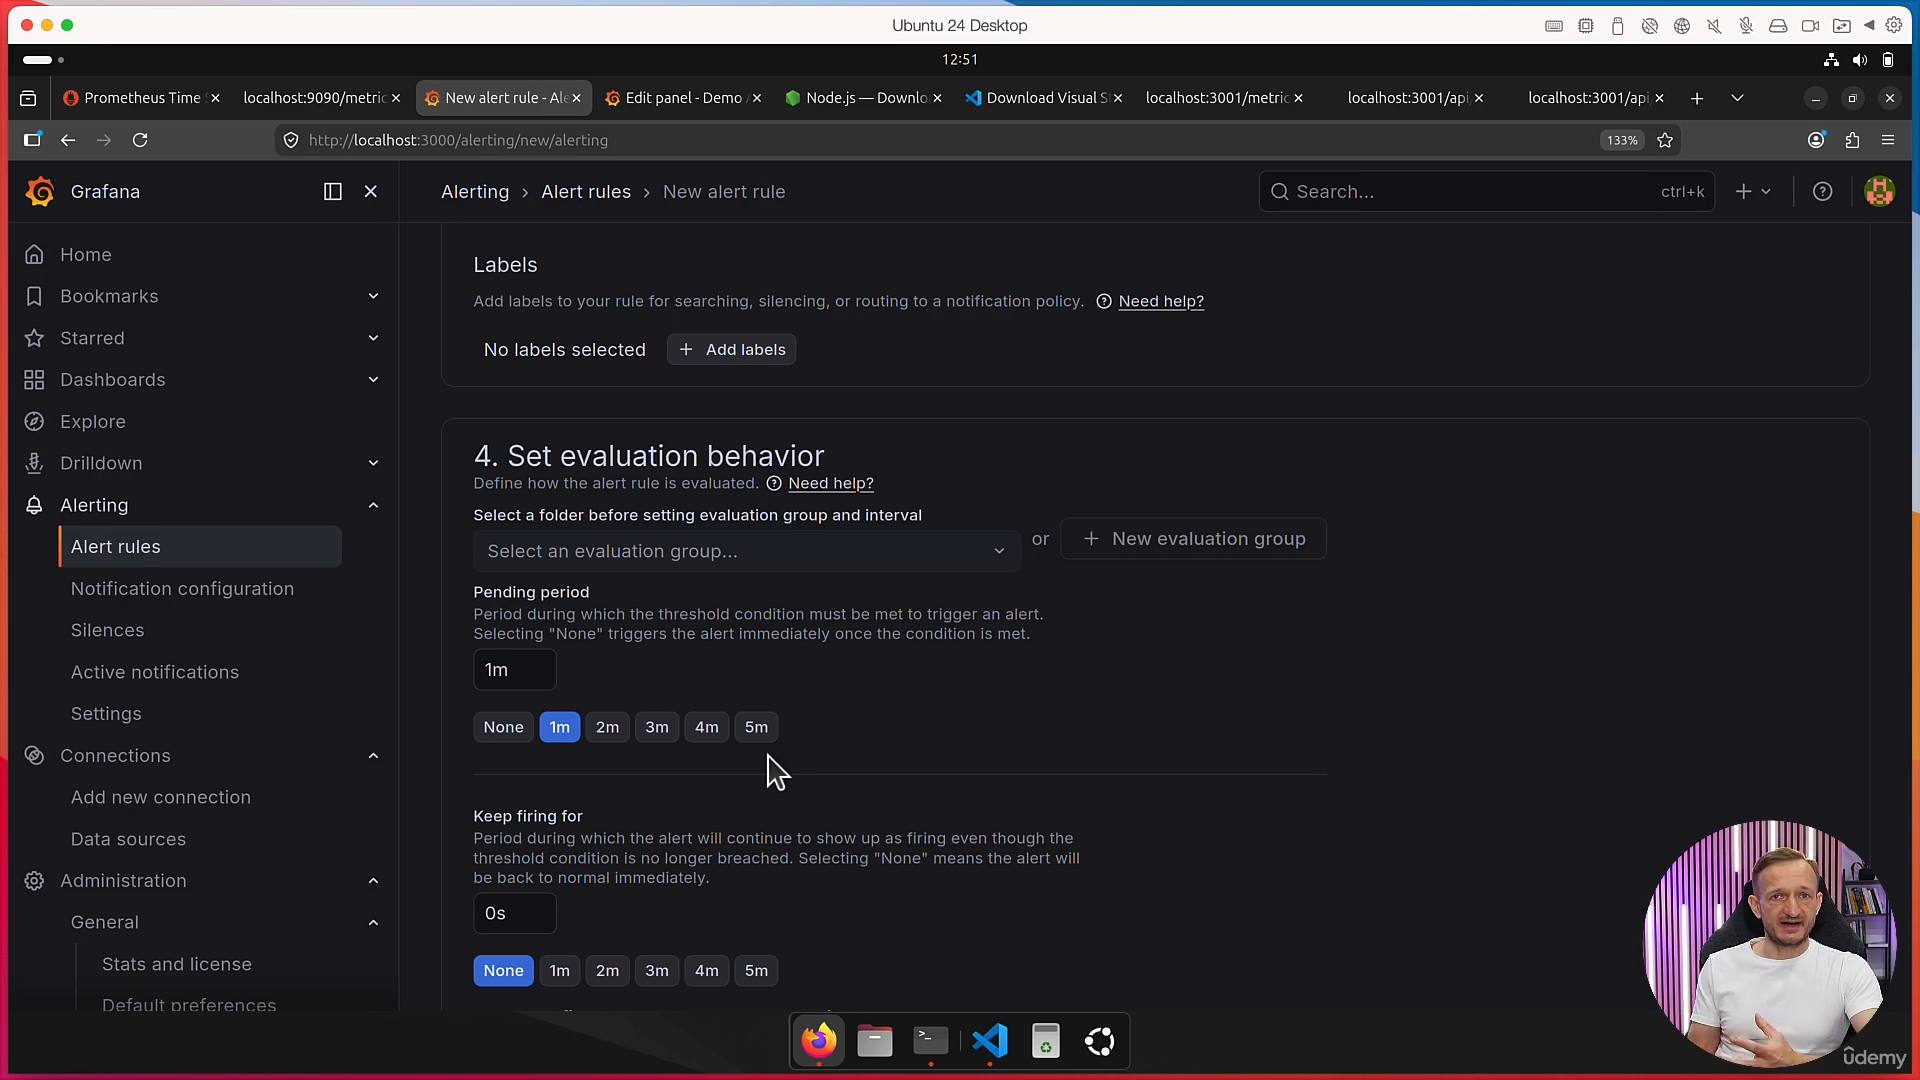 Ubuntu 24 Desktop
12:51
Prometheus Time S
localhost:9090/metric
New alert rule - Ale
Edit panel - Demo
Node.js — Downlo
Download Visual S
localhost:3001/metric
localhost:3001/api
localhost:3001/api
http://localhost:3000/alerting/new/alerting
133%
Grafana
Alerting > Alert rules > New alert rule
Search...
ctrl+k
Home
Bookmarks
Starred
Dashboards
Explore
Drilldown
Alerting
Alert rules
Notification configuration
Silences
Active notifications
Settings
Connections
Add new connection
Data sources
Administration
General
Stats and license
Default preferences
Labels
Add labels to your rule for searching, silencing, or routing to a notification policy. Need help?
No labels selected
+ Add labels
4. Set evaluation behavior
Define how the alert rule is evaluated. Need help?
Select a folder before setting evaluation group and interval
Select an evaluation group...
or
+ New evaluation group
Pending period
Period during which the threshold condition must be met to trigger an alert.
Selecting "None" triggers the alert immediately once the condition is met.
1m
None 1m 2m 3m 4m 5m
Keep firing for
Period during which the alert will continue to show up as firing even though the
threshold condition is no longer breached. Selecting "None" means the alert will
be back to normal immediately.
0s
None 1m 2m 3m 4m 5m
udemy